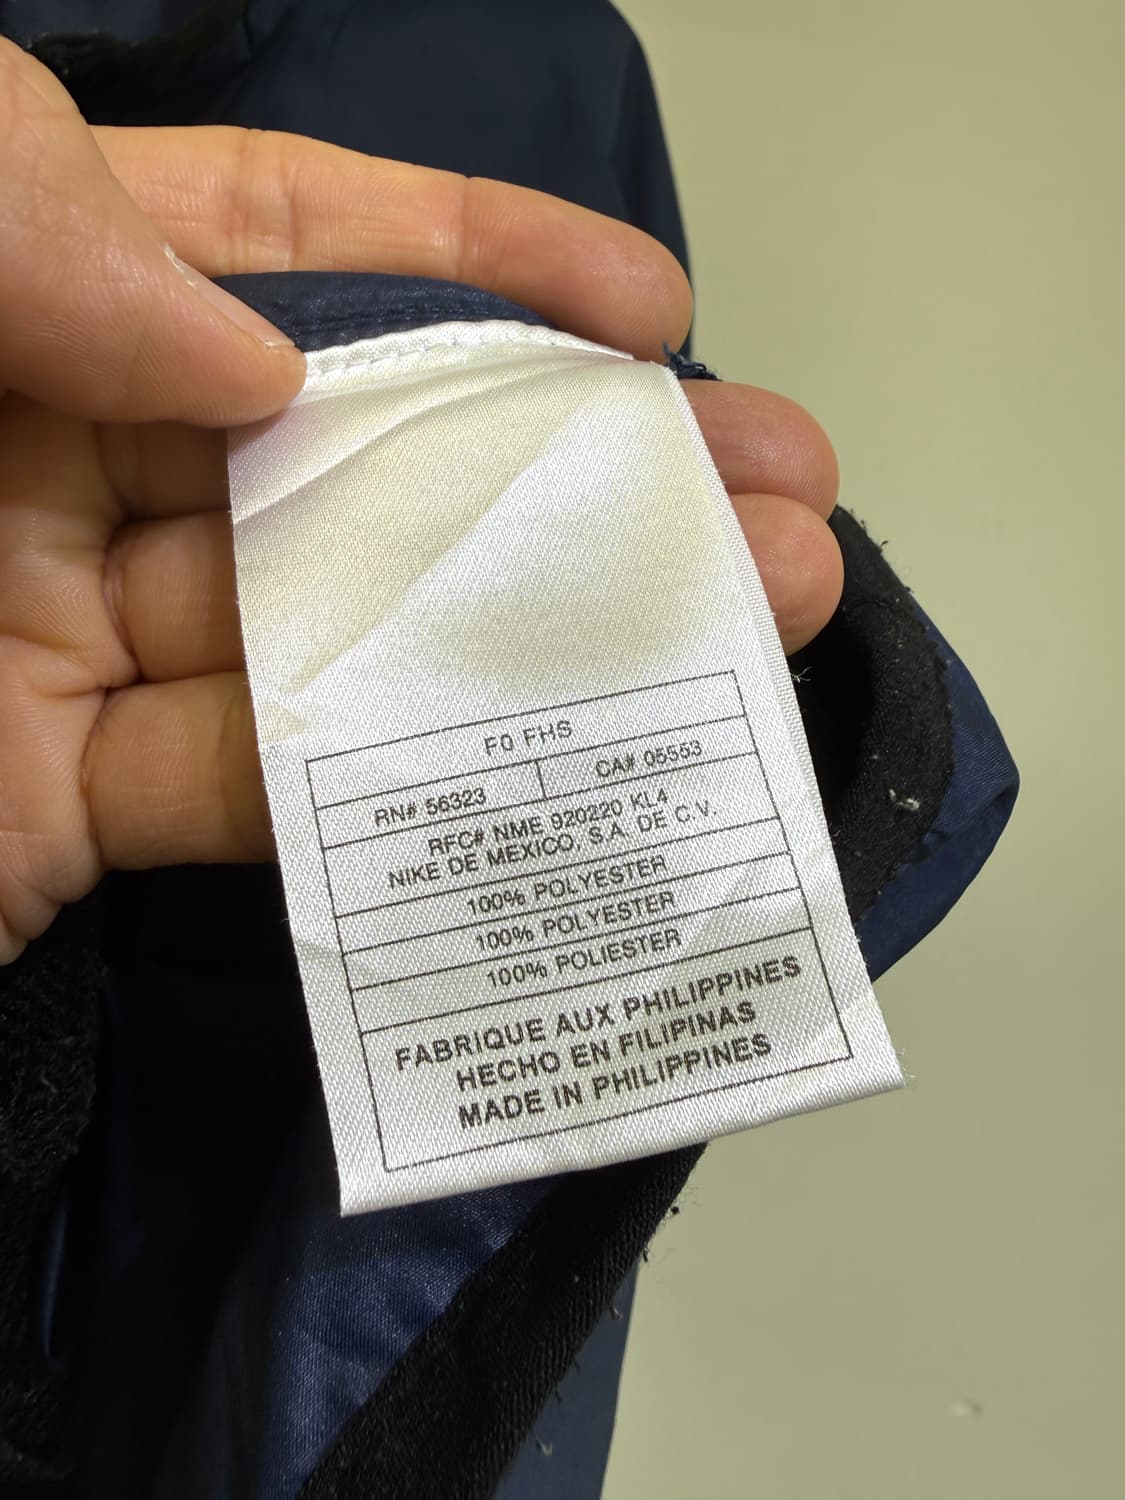 F0 FHS
RN# 56323
CA# 05553
RFC# NME 920220 KL4
NIKE DE MEXICO, S.A. DE C.V.
100% POLYESTER
100% POLYESTER
100% POLIESTER
FABRIQUE AUX PHILIPPINES
HECHO EN FILIPINAS
MADE IN PHILIPPINES